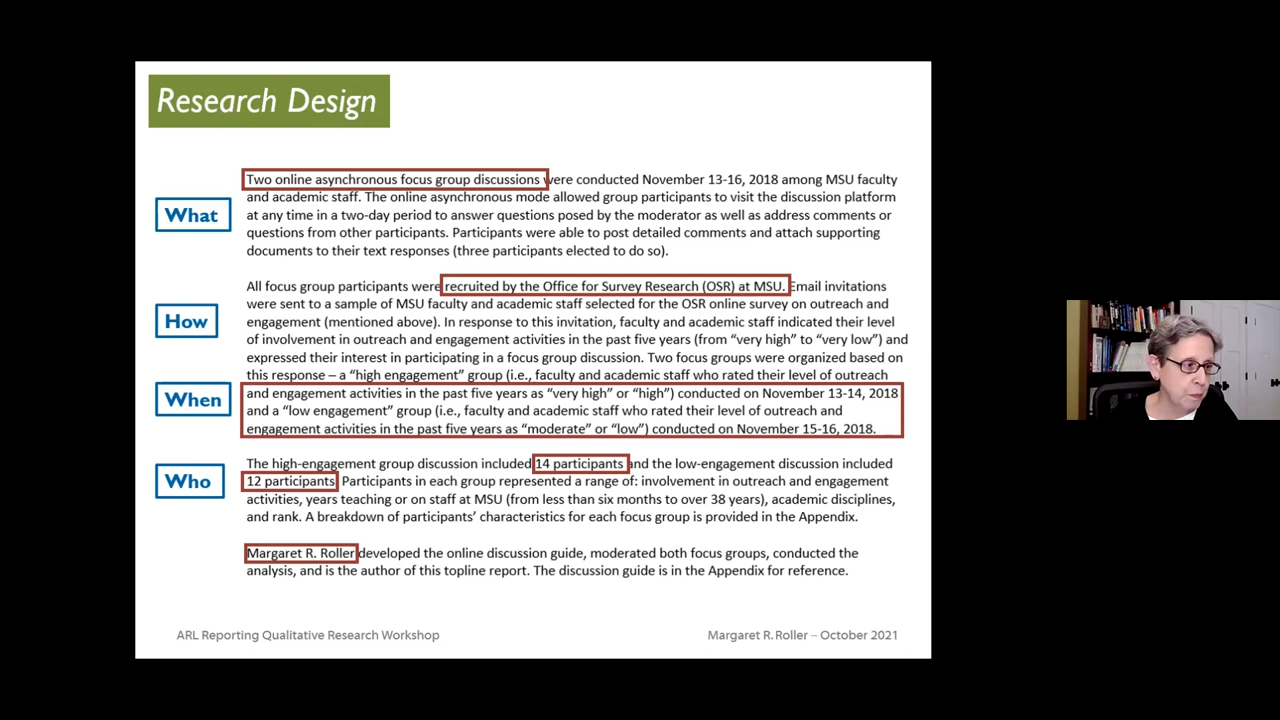 Research Design
Two online asynchronous focus group discussions were conducted November 13-16, 2018 among MSU faculty
and academic staff. The online asynchronous mode allowed group participants to visit the discussion platform
What
at any time in a two-day period to answer questions posed by the moderator as well as address comments or
questions from other participants. Participants were able to post detailed comments and attach supporting
documents to their text responses (three participants elected to do so).
All focus group participants were recruited by the Office for Survey Research (OSR) at MSU. Email invitations
were sent to a sample of MSU faculty and academic staff selected for the OSR online survey on outreach and
How
engagement (mentioned above). In response to this invitation, faculty and academic staff indicated their level
of involvement in outreach and engagement activities in the past five years (from “very high” to “very low”) and
expressed their interest in participating in a focus group discussion. Two focus groups were organized based on
this response – a “high engagement” group (i.e., faculty and academic staff who rated their level of outreach
When
and engagement activities in the past five years as “very high” or “high”) conducted on November 13-14, 2018
and a “low engagement” group (i.e., faculty and academic staff who rated their level of outreach and
engagement activities in the past five years as “moderate” or “low”) conducted on November 15-16, 2018.
The high-engagement group discussion included 14 participants and the low-engagement discussion included
Who
12 participants. Participants in each group represented a range of: involvement in outreach and engagement
activities, years teaching or on staff at MSU (from less than six months to over 38 years), academic disciplines,
and rank. A breakdown of participants’ characteristics for each focus group is provided in the Appendix.
Margaret R. Roller developed the online discussion guide, moderated both focus groups, conducted the
analysis, and is the author of this topline report. The discussion guide is in the Appendix for reference.
ARL Reporting Qualitative Research Workshop
Margaret R. Roller – October 2021